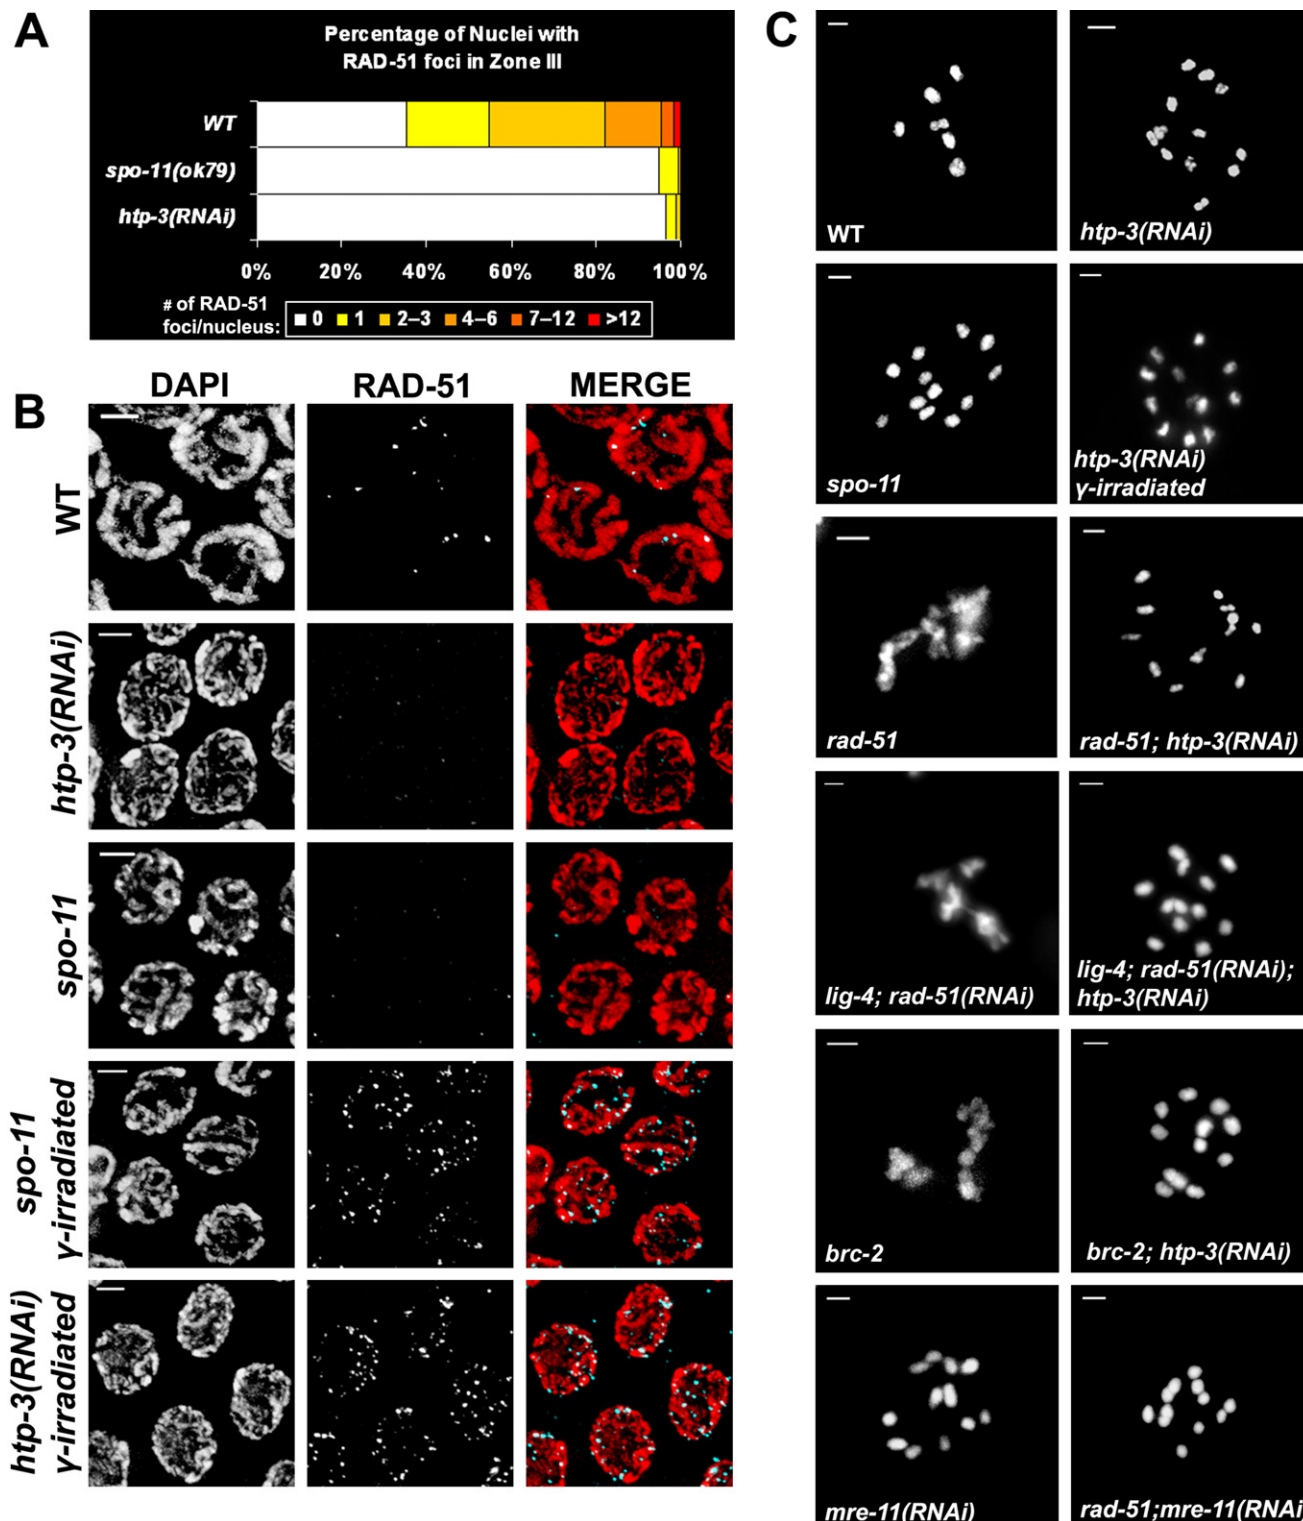 A
Percentage of Nuclei with
RAD-51 foci in Zone III
WT
spo-11(ok79)
htp-3(RNAi)
0% 20% 40% 60% 80% 100%
# of RAD-51
foci/nucleus: 0 1 2–3 4–6 7–12 >12
B
DAPI RAD-51 MERGE
WT
htp-3(RNAi)
spo-11
spo-11
γ-irradiated
htp-3(RNAi)
γ-irradiated
C
WT
htp-3(RNAi)
spo-11
htp-3(RNAi)
γ-irradiated
rad-51
rad-51; htp-3(RNAi)
lig-4; rad-51(RNAi)
lig-4; rad-51(RNAi);
htp-3(RNAi)
brc-2
brc-2; htp-3(RNAi)
mre-11(RNAi)
rad-51;mre-11(RNAi